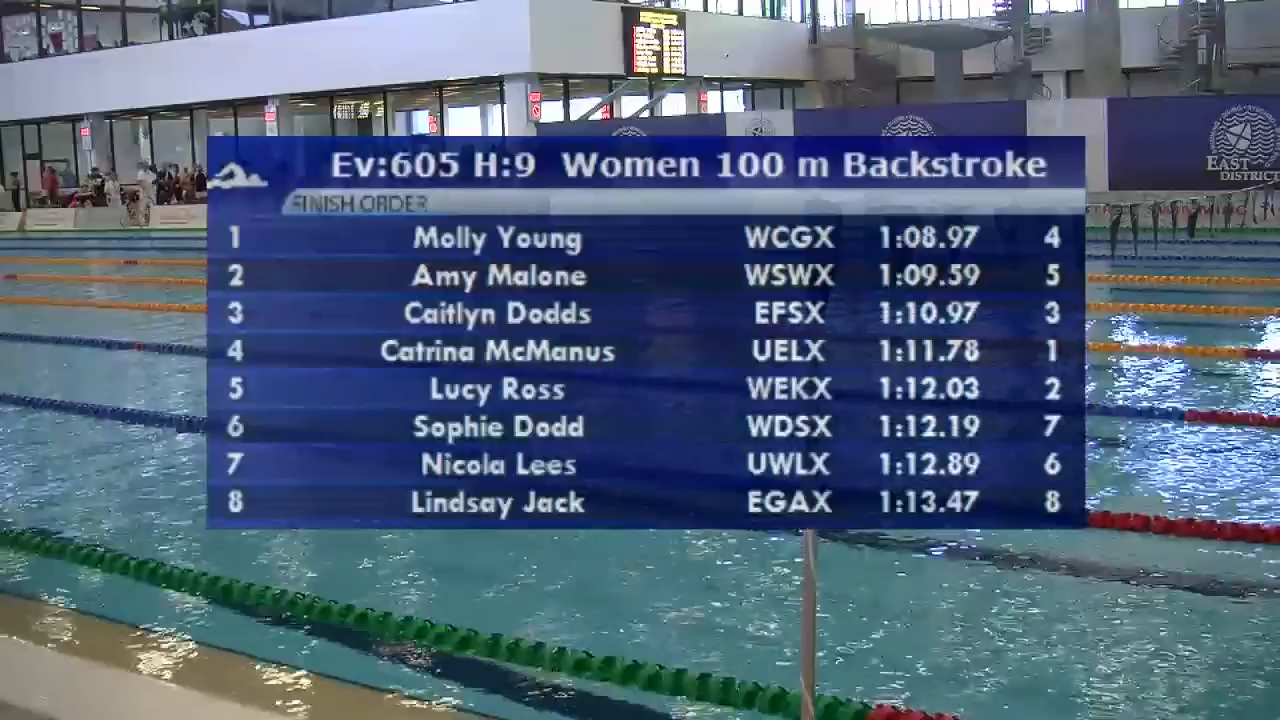 Ev:605 H:9 Women 100 m Backstroke
FINISH ORDER
1 Molly Young WCGX 1:08.97 4
2 Amy Malone WSWX 1:09.59 5
3 Caitlyn Dodds EFSX 1:10.97 3
4 Catrina McManus UELX 1:11.78 1
5 Lucy Ross WEKX 1:12.03 2
6 Sophie Dodd WDSX 1:12.19 7
7 Nicola Lees UWLX 1:12.89 6
8 Lindsay Jack EGAX 1:13.47 8
EAST
DISTRICT